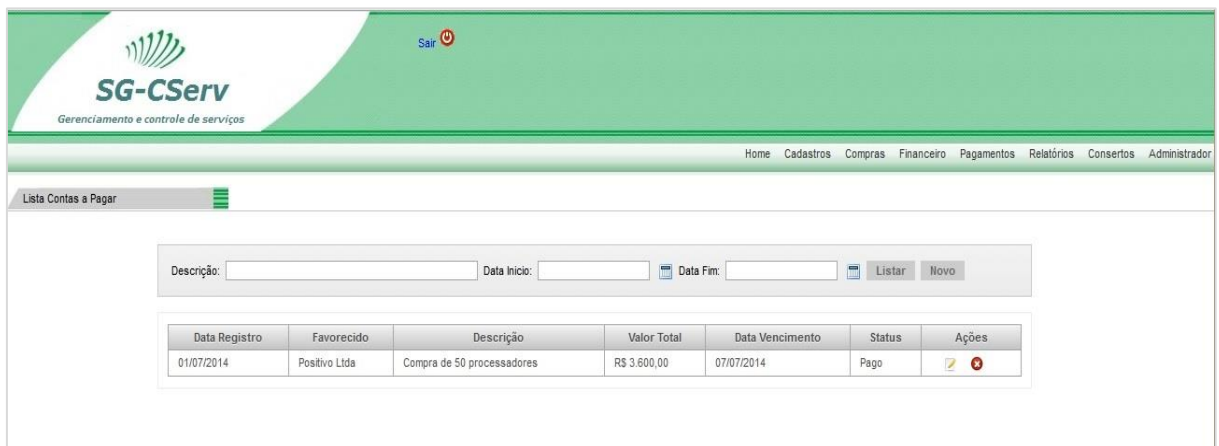 Sair
SG-CServ
Gerenciamento e controle de serviços
Home Cadastros Compras Financeiro Pagamentos Relatórios Consertos Administrador
Lista Contas a Pagar
Descrição: Data Inicio: Data Fim: Listar Novo
Data Registro Favorecido Descrição Valor Total Data Vencimento Status Ações
01/07/2014 Positivo Ltda Compra de 50 processadores R$ 3.600,00 07/07/2014 Pago